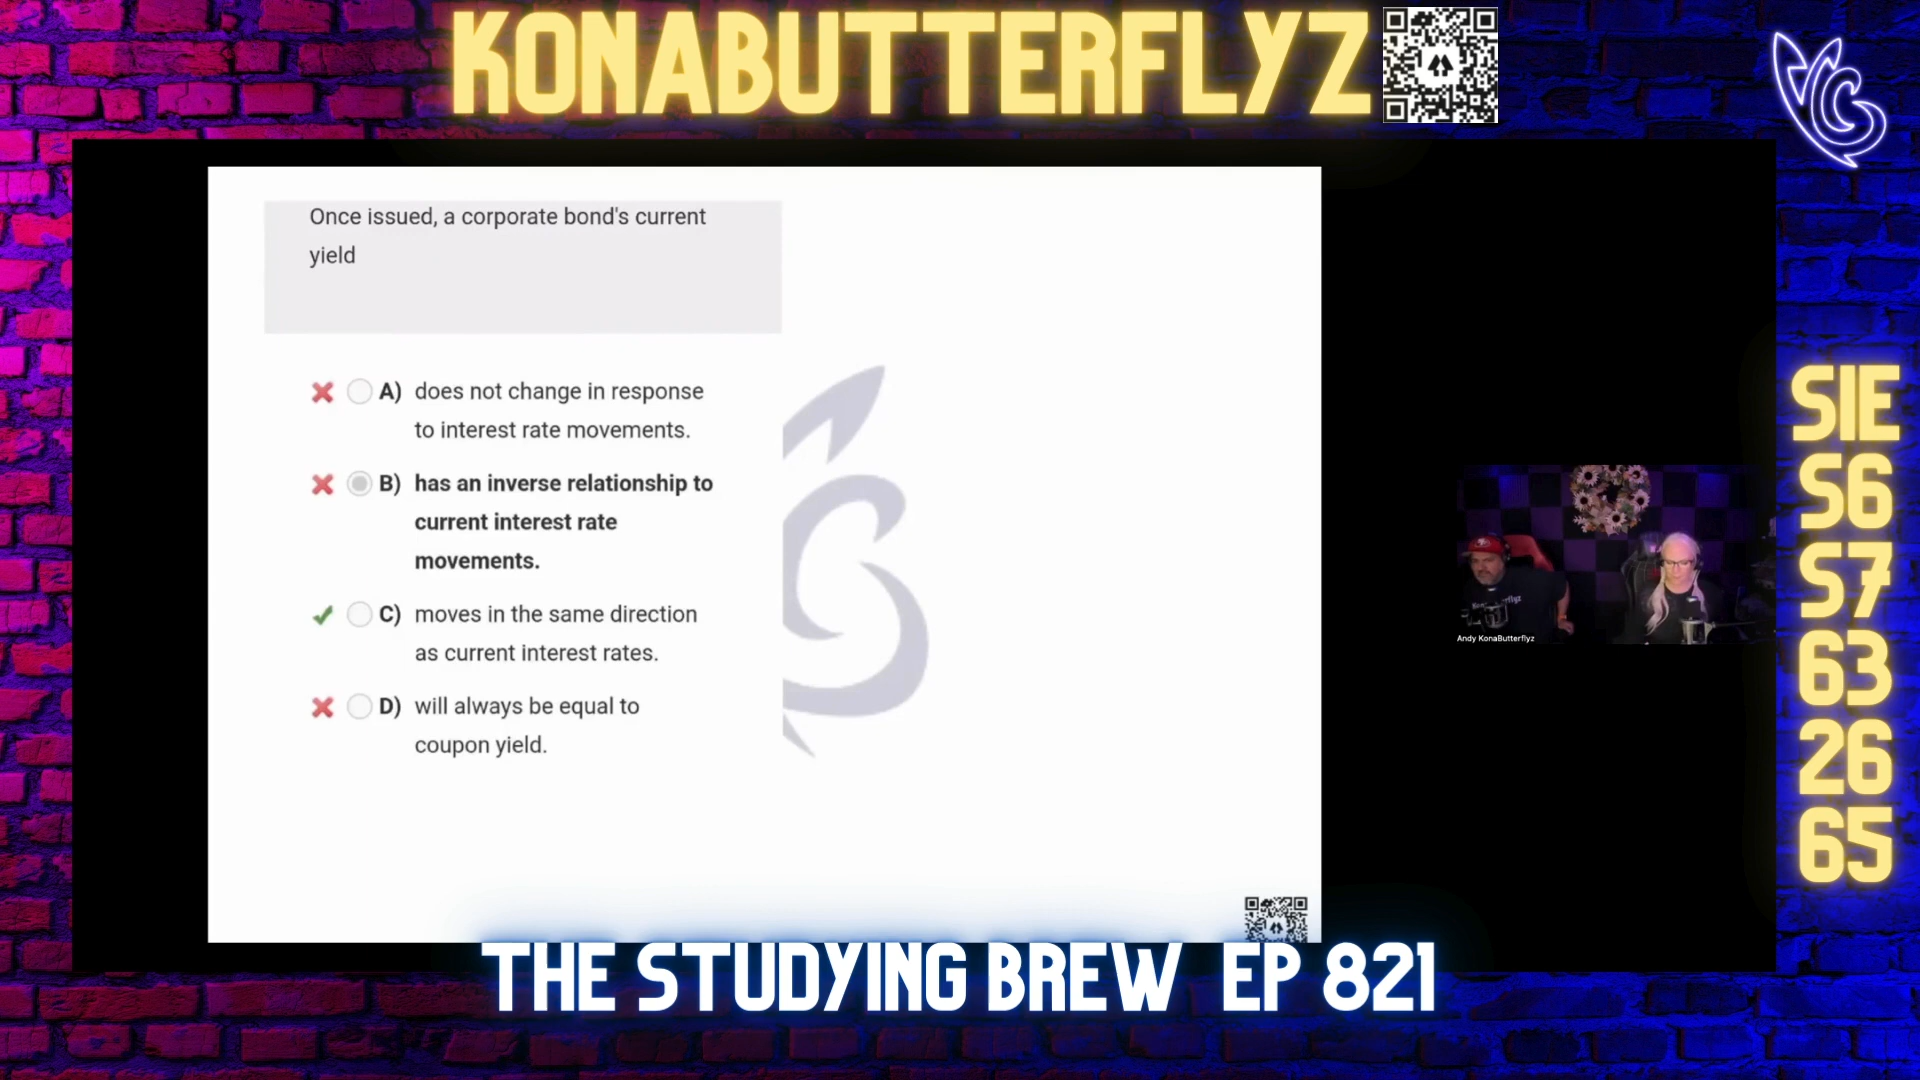 KONABUTTERFLYZ
Once issued, a corporate bond's current
yield
A) does not change in response
to interest rate movements.
B) has an inverse relationship to
current interest rate
movements.
C) moves in the same direction
as current interest rates.
D) will always be equal to
coupon yield.
Andy KonaButterflyz
SIE
S6
S7
63
26
65
THE STUDYING BREW EP 821